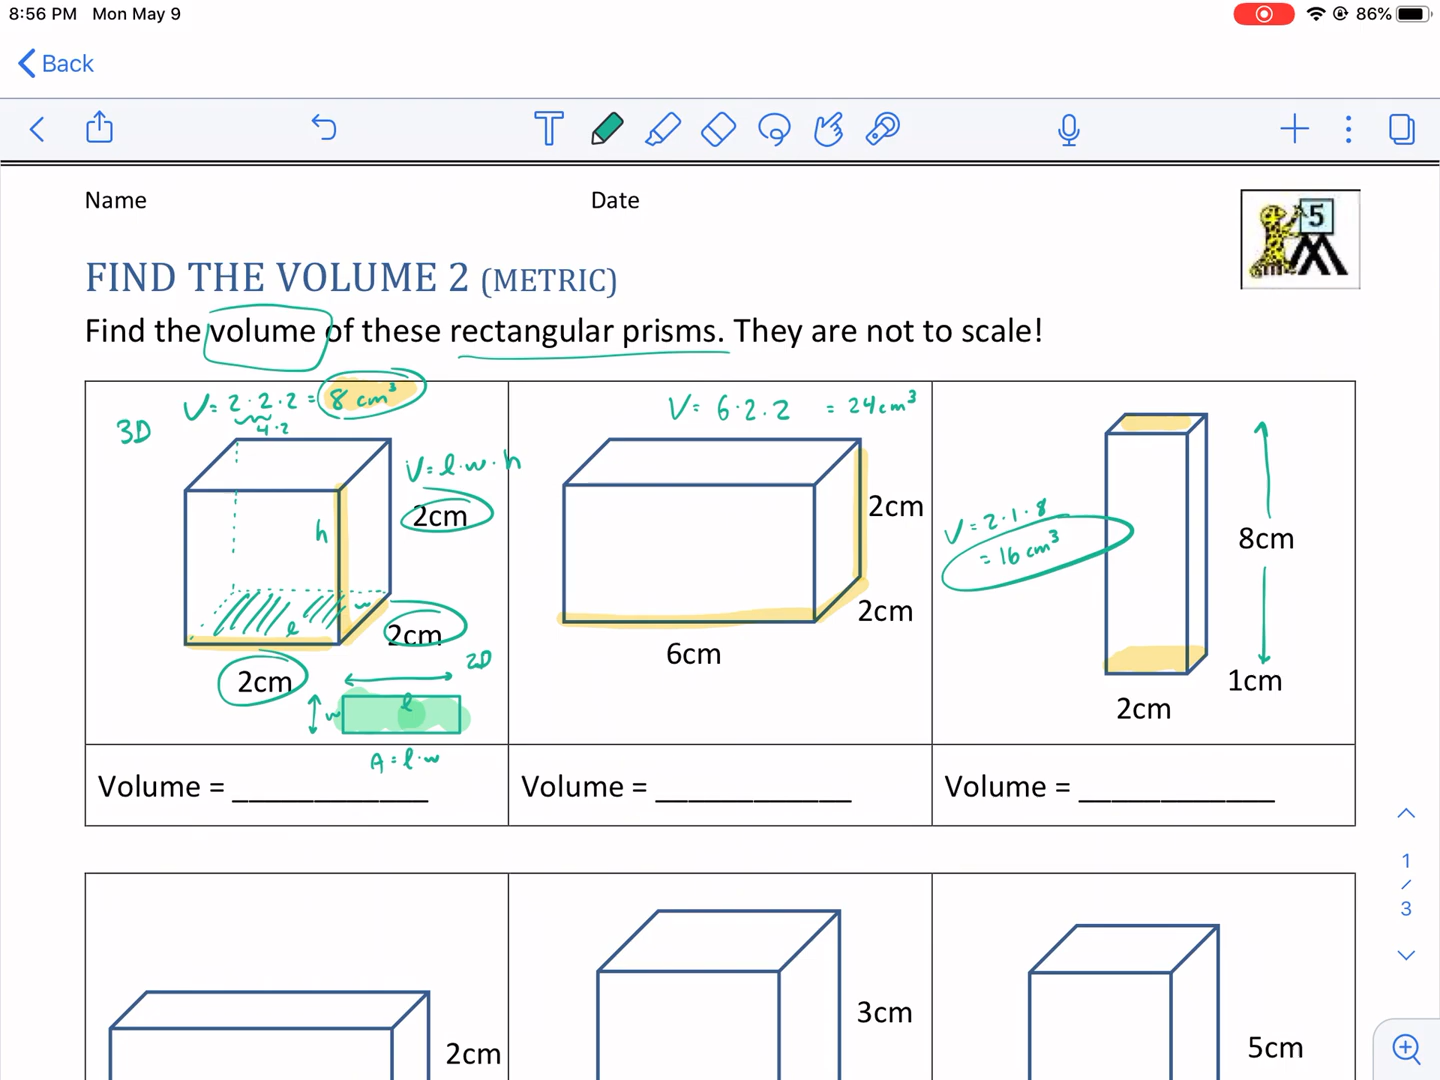 8:56 PM Mon May 9
86%
Back
T
Name
Date
5
FIND THE VOLUME 2 (METRIC)
Find the volume of these rectangular prisms. They are not to scale!
V = 2 · 2 · 2 = 8 cm³
4 · 2
3D
V = l · w · h
2cm
h
w
l
2cm
2cm
2D
w
l
A = l · w
V = 6 · 2 · 2 = 24 cm³
2cm
2cm
6cm
V = 2 · 1 · 8
= 16 cm³
8cm
1cm
2cm
Volume = ____________
Volume = ____________
Volume = ____________
1
/
3
2cm
3cm
5cm